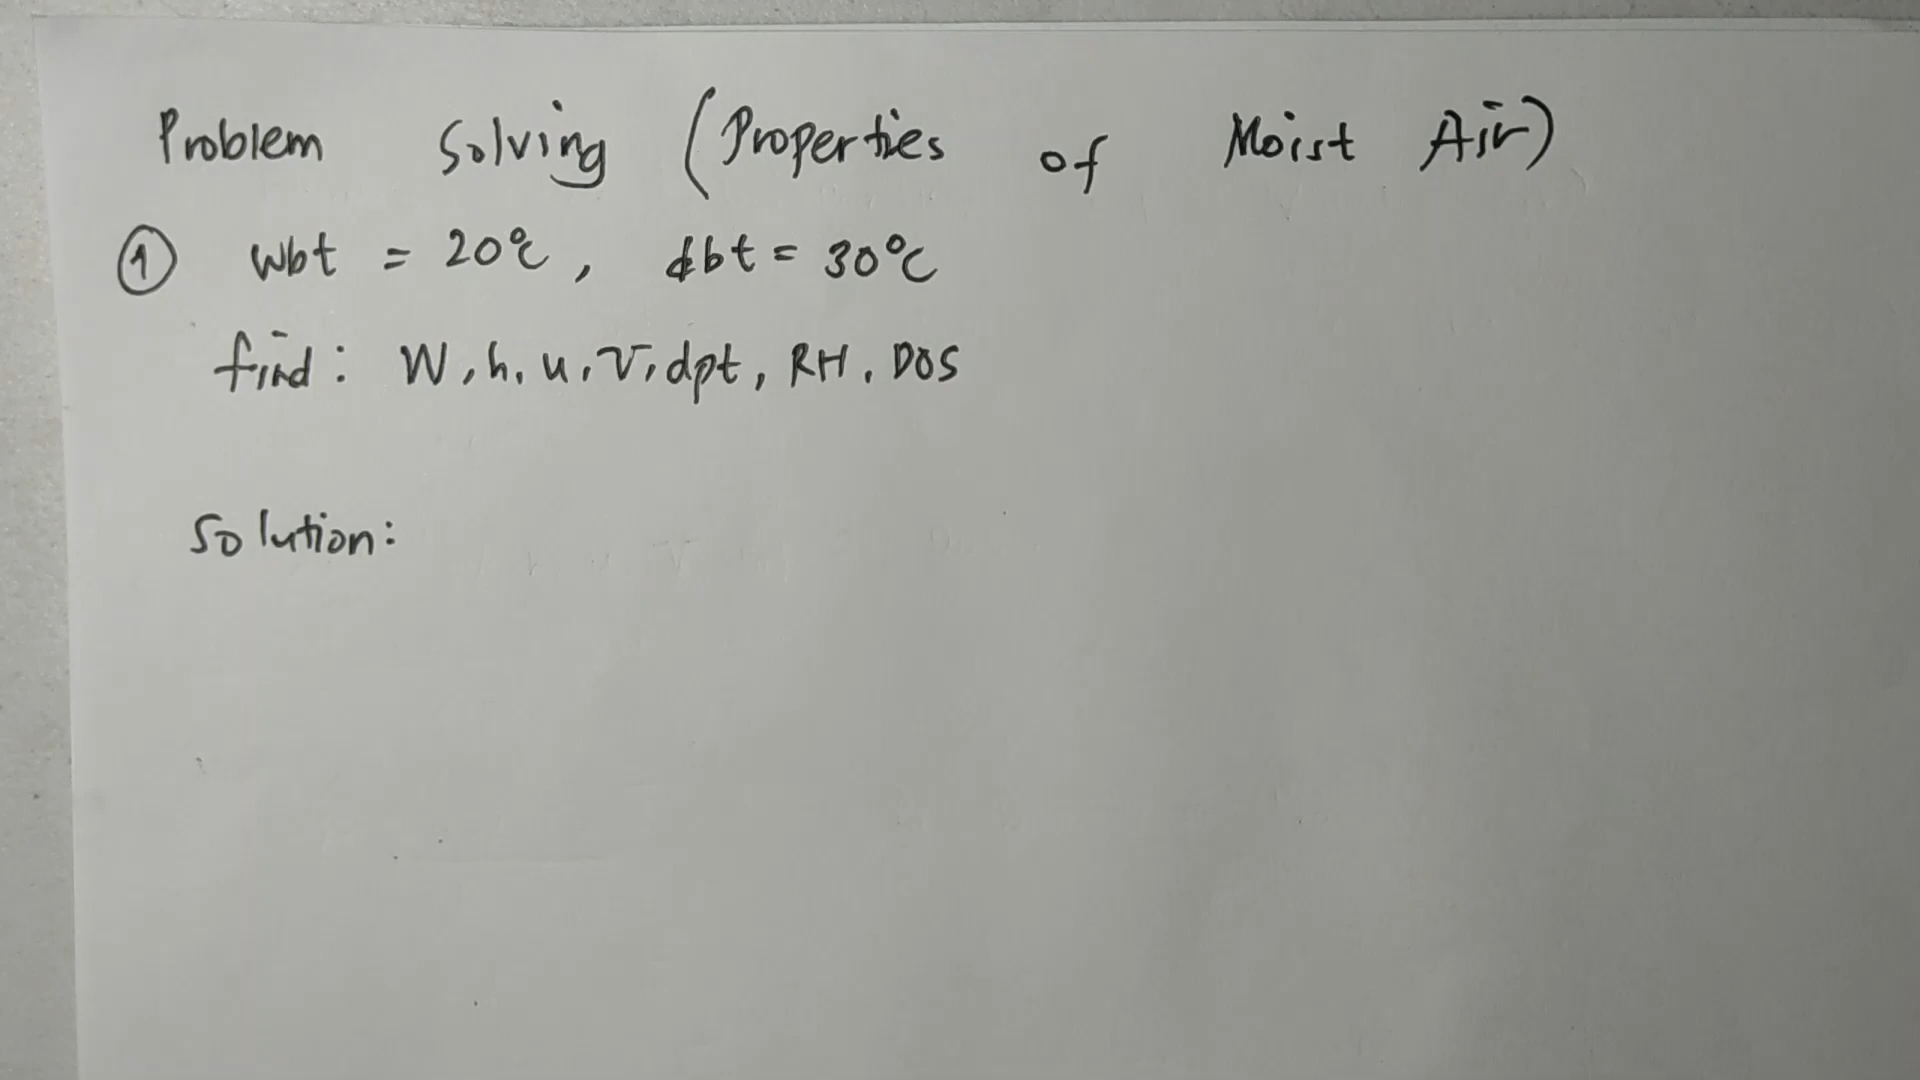 Problem Solving (Properties of Moist Air)
① wbt = 20°C, dbt = 30°C
find: W, h, u, v, dpt, RH, DOS
Solution: